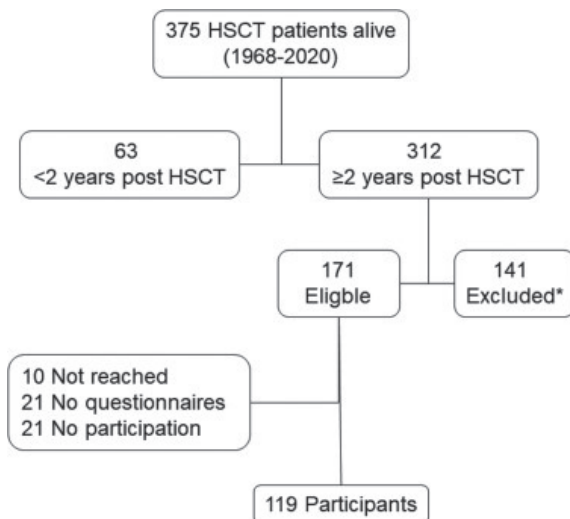 375 HSCT patients alive
(1968-2020)
63
<2 years post HSCT
312
≥2 years post HSCT
171
Eligble
141
Excluded*
10 Not reached
21 No questionnaires
21 No participation
119 Participants